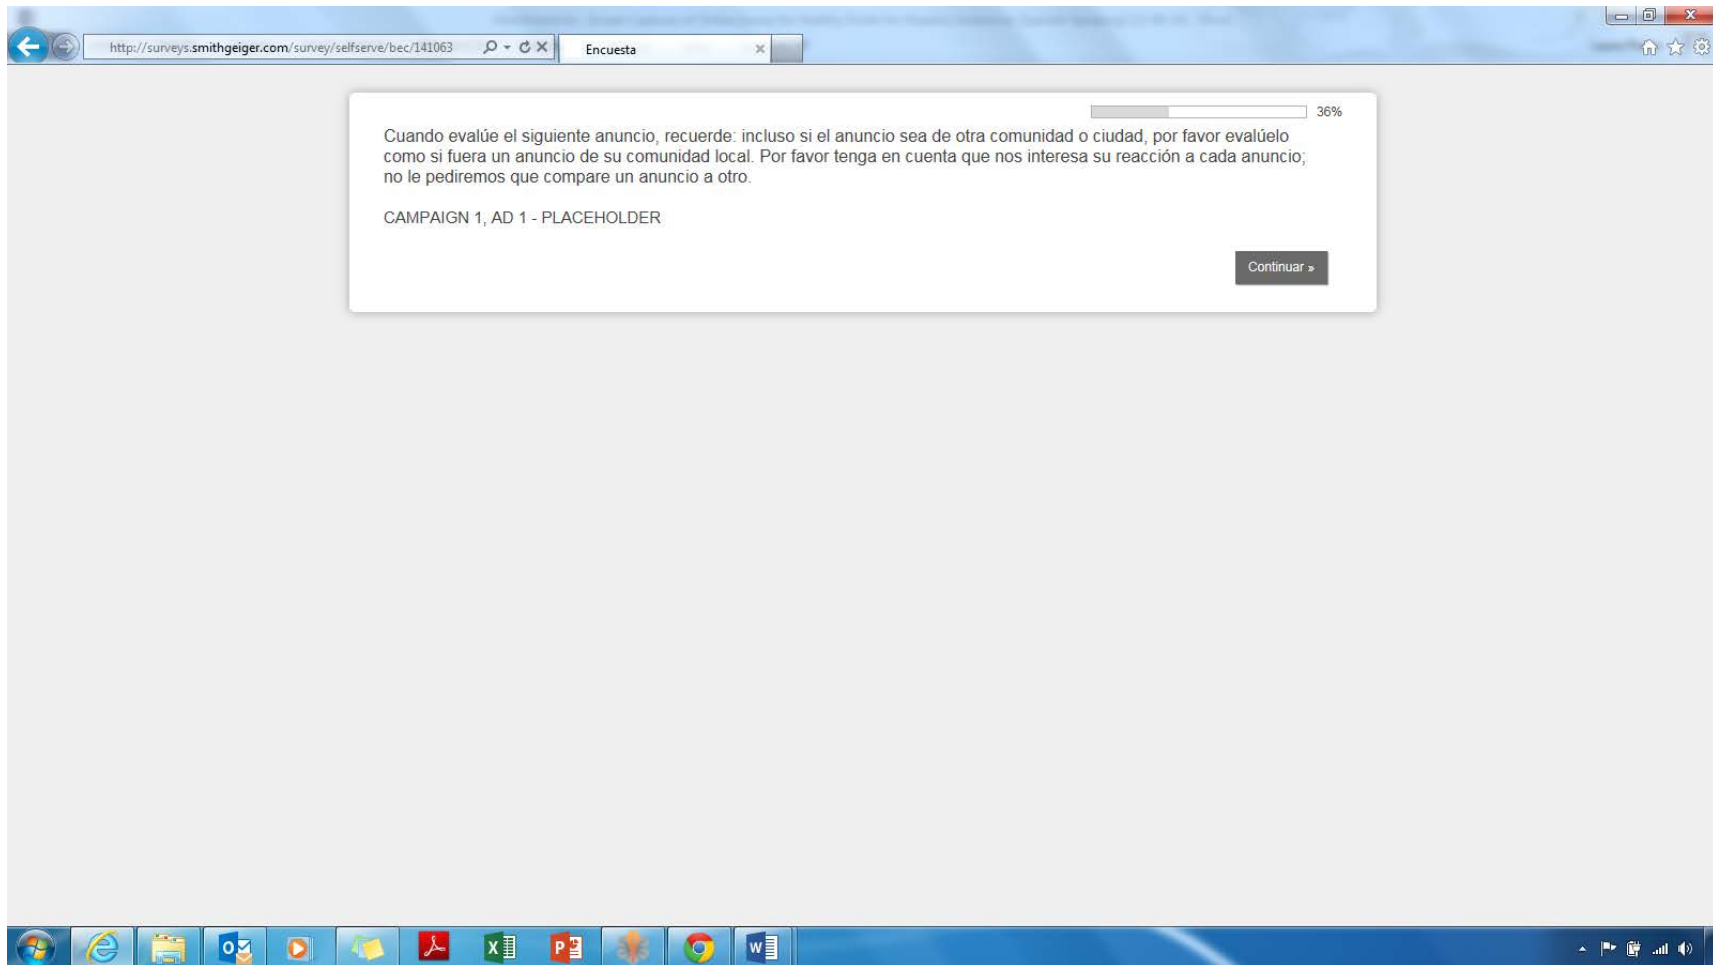 http://surveys.smithgeiger.com/survey/selfserve/bec/141063
Encuesta
36%
Cuando evalúe el siguiente anuncio, recuerde: incluso si el anuncio sea de otra comunidad o ciudad, por favor evalúelo
como si fuera un anuncio de su comunidad local. Por favor tenga en cuenta que nos interesa su reacción a cada anuncio;
no le pediremos que compare un anuncio a otro.
CAMPAIGN 1, AD 1 - PLACEHOLDER
Continuar »